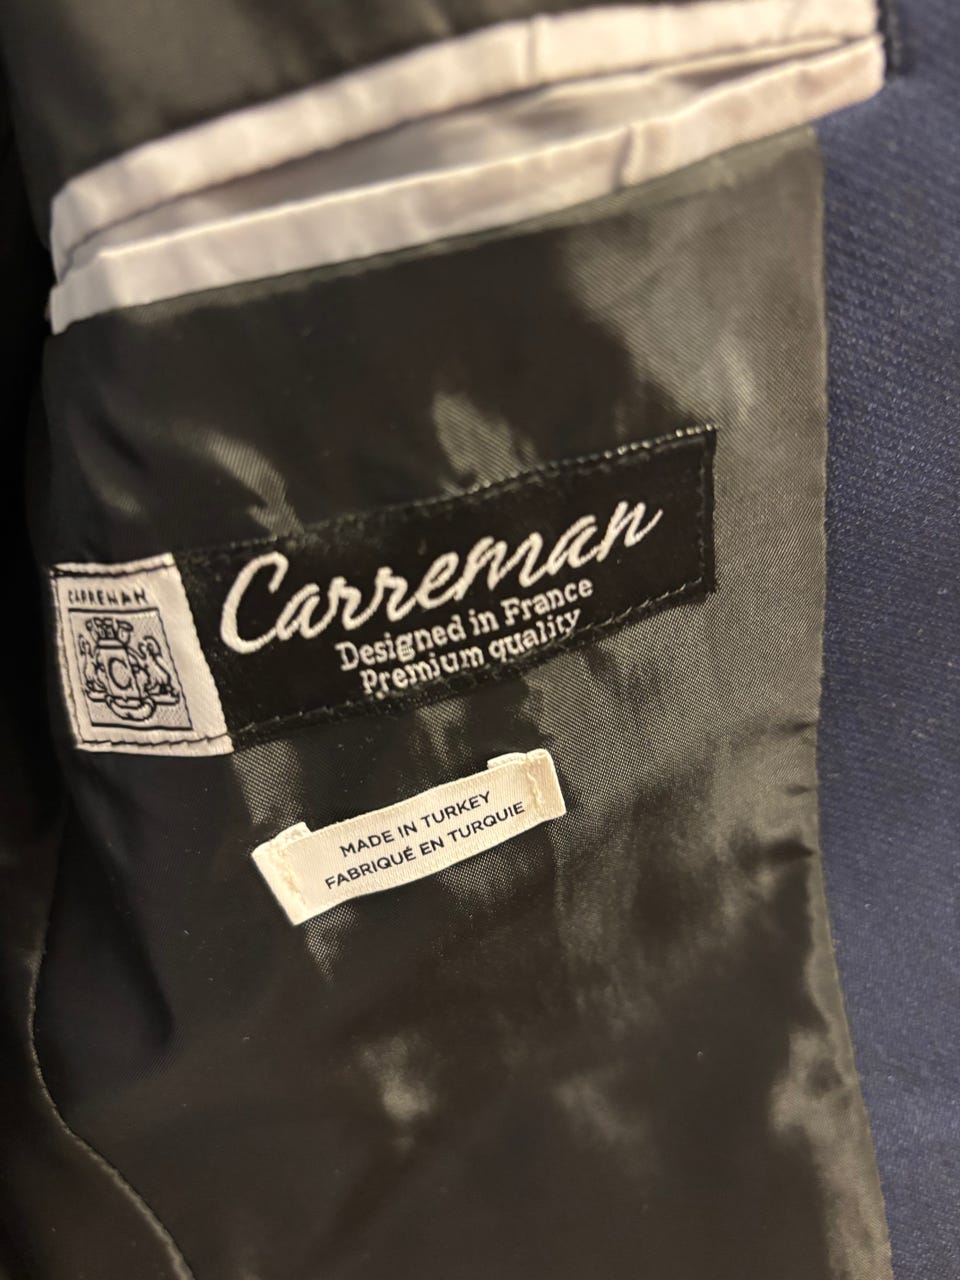 CARREMAN
C
Carreman
Designed in France
Premium quality
MADE IN TURKEY
FABRIQUÉ EN TURQUIE